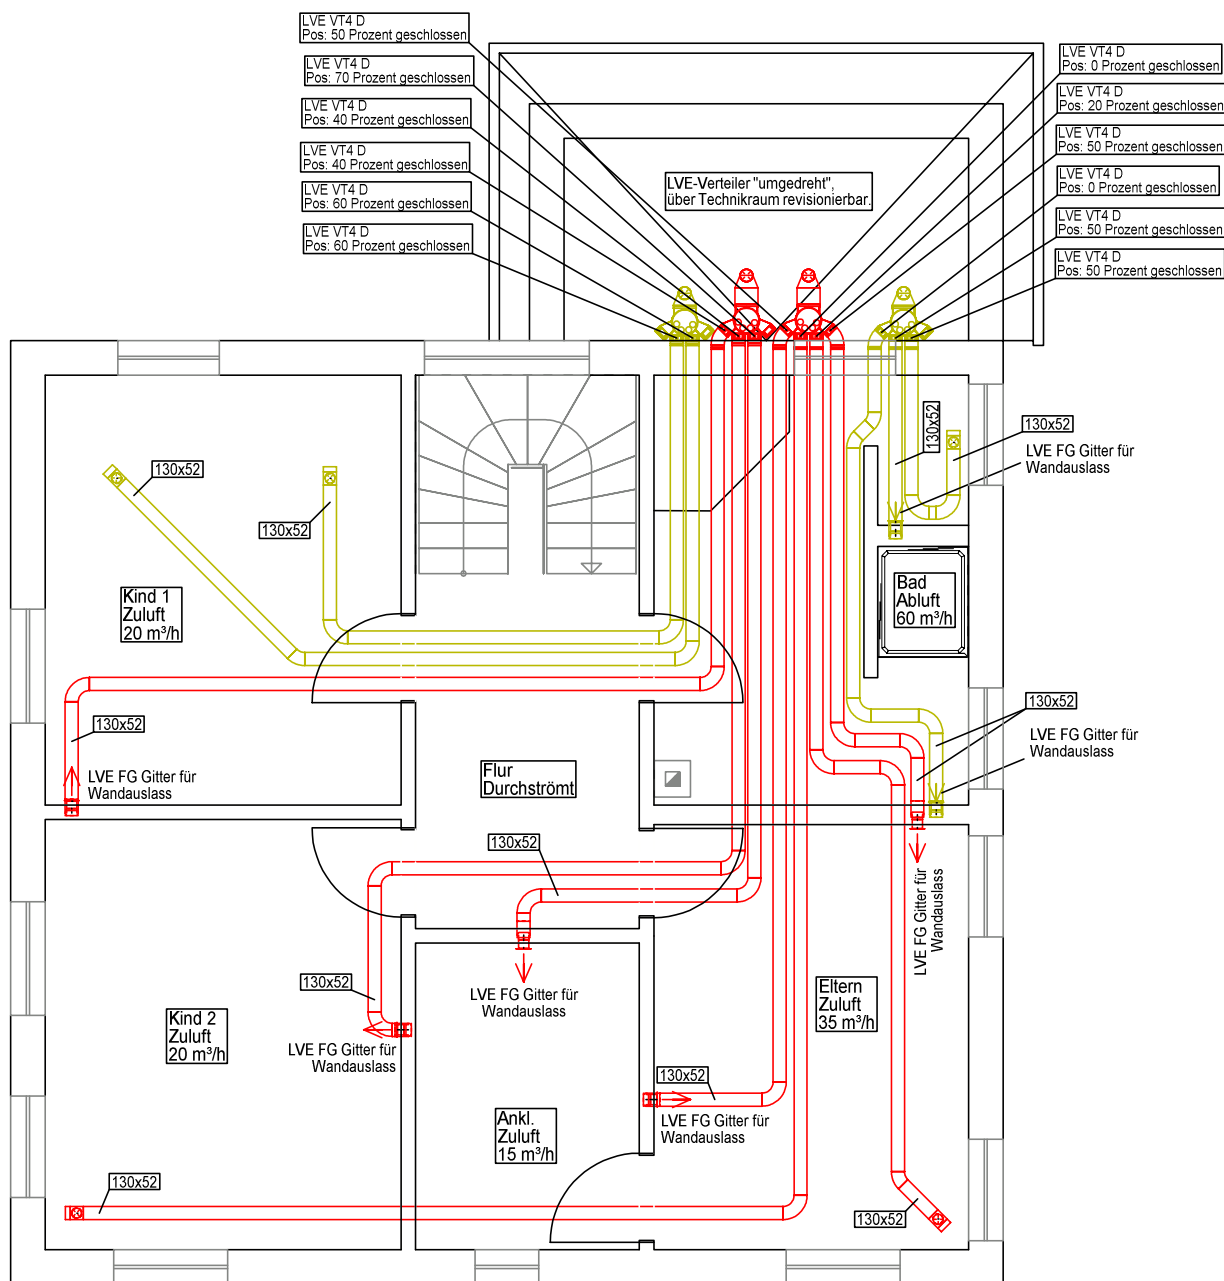 LVE VT4 D
Pos: 50 Prozent geschlossen
LVE VT4 D
Pos: 70 Prozent geschlossen
LVE VT4 D
Pos: 40 Prozent geschlossen
LVE VT4 D
Pos: 40 Prozent geschlossen
LVE VT4 D
Pos: 60 Prozent geschlossen
LVE VT4 D
Pos: 60 Prozent geschlossen
LVE VT4 D
Pos: 0 Prozent geschlossen
LVE VT4 D
Pos: 20 Prozent geschlossen
LVE VT4 D
Pos: 50 Prozent geschlossen
LVE VT4 D
Pos: 0 Prozent geschlossen
LVE VT4 D
Pos: 50 Prozent geschlossen
LVE VT4 D
Pos: 50 Prozent geschlossen
LVE-Verteiler "umgedreht",
über Technikraum revisionierbar.
130x52
130x52
130x52
130x52
LVE FG Gitter für
Wandauslass
Kind 1
Zuluft
20 m³/h
Bad
Abluft
60 m³/h
130x52
LVE FG Gitter für
Wandauslass
130x52
LVE FG Gitter für
Wandauslass
Flur
Durchströmt
130x52
LVE FG Gitter für
Wandauslass
130x52
LVE FG Gitter für
Wandauslass
Kind 2
Zuluft
20 m³/h
LVE FG Gitter für
Wandauslass
Eltern
Zuluft
35 m³/h
130x52
LVE FG Gitter für
Wandauslass
Ankl.
Zuluft
15 m³/h
130x52
130x52